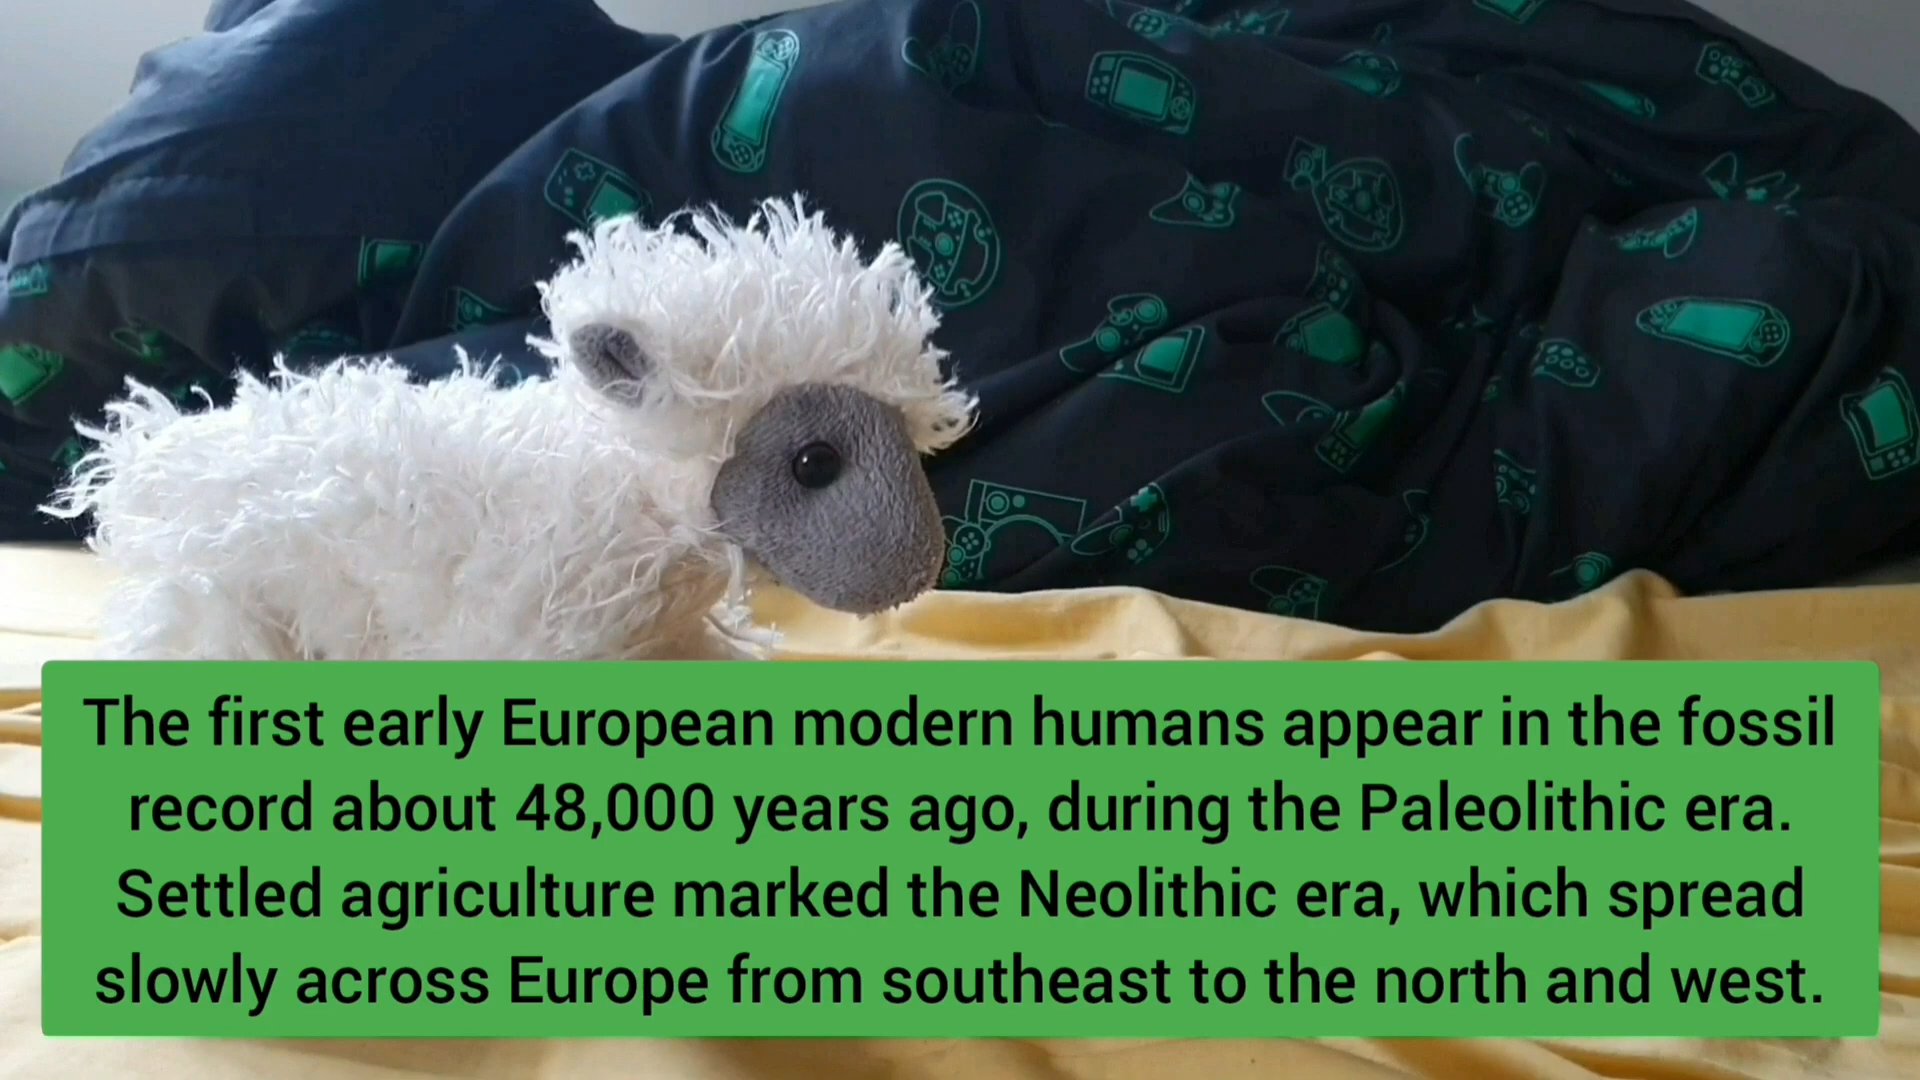 The first early European modern humans appear in the fossil
record about 48,000 years ago, during the Paleolithic era.
Settled agriculture marked the Neolithic era, which spread
slowly across Europe from southeast to the north and west.